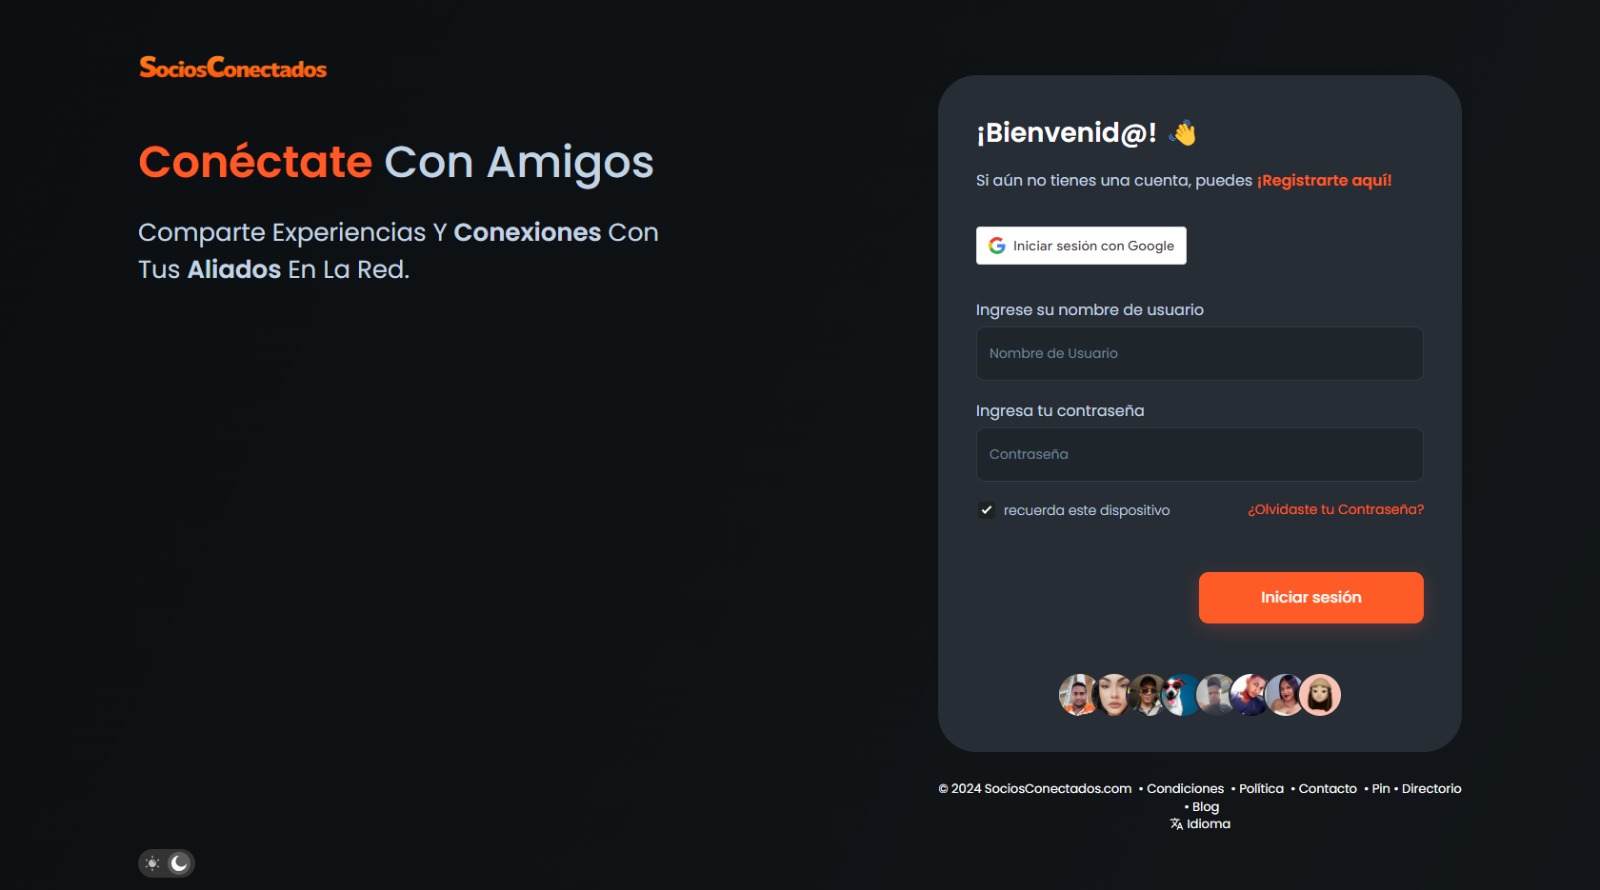 SociosConectados
Conéctate Con Amigos
Comparte Experiencias Y Conexiones Con
Tus Aliados En La Red.
¡Bienvenid@! 👋
Si aún no tienes una cuenta, puedes ¡Registrarte aquí!
Iniciar sesión con Google
Ingrese su nombre de usuario
Nombre de Usuario
Ingresa tu contraseña
Contraseña
recuerda este dispositivo
¿Olvidaste tu Contraseña?
Iniciar sesión
© 2024 SociosConectados.com • Condiciones • Política • Contacto • Pin • Directorio
• Blog
Idioma